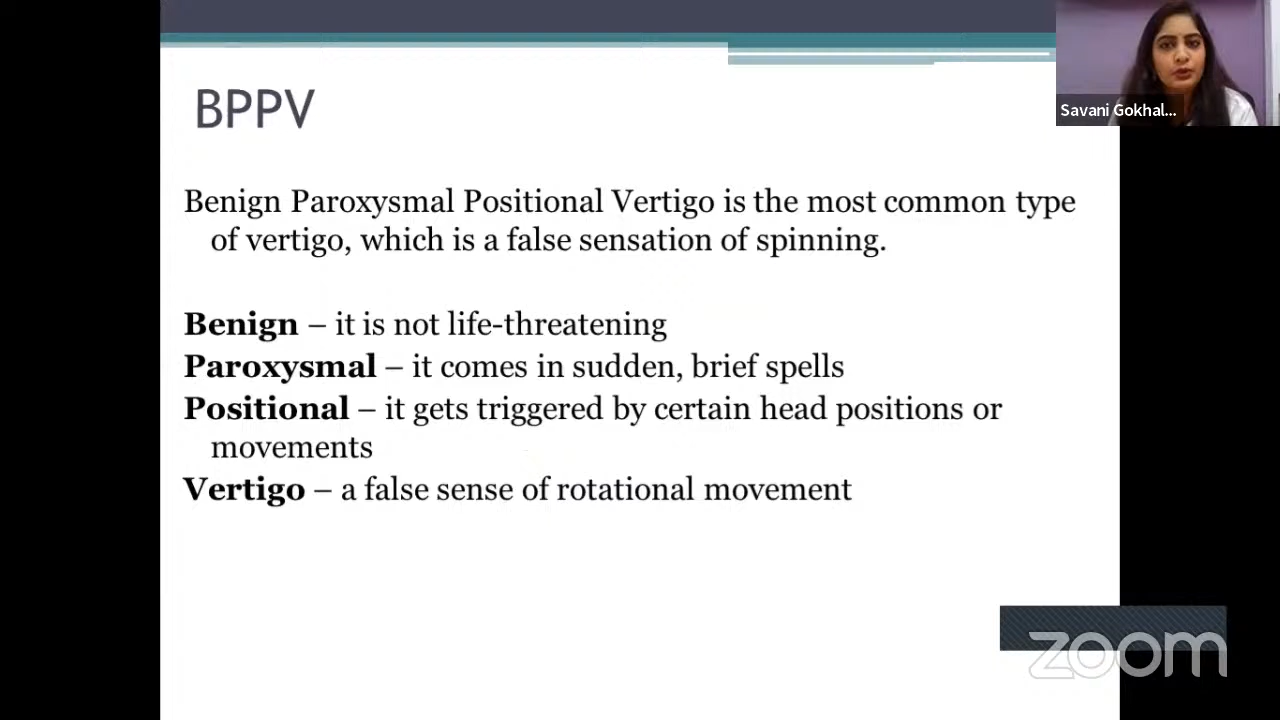 BPPV
Savani Gokhal...
Benign Paroxysmal Positional Vertigo is the most common type
of vertigo, which is a false sensation of spinning.
Benign – it is not life-threatening
Paroxysmal – it comes in sudden, brief spells
Positional – it gets triggered by certain head positions or
movements
Vertigo – a false sense of rotational movement
zoom